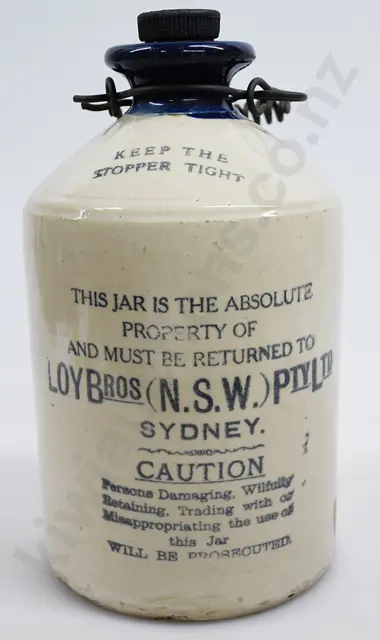 KEEP THE
STOPPER TIGHT
THIS JAR IS THE ABSOLUTE
PROPERTY OF
AND MUST BE RETURNED TO
LOY BROS (N.S.W.) PTY LTD
SYDNEY.
CAUTION
Persons Damaging, Wilfully
Retaining, Trading with or
Misappropriating the use of
this Jar
WILL BE PROSECUTED.